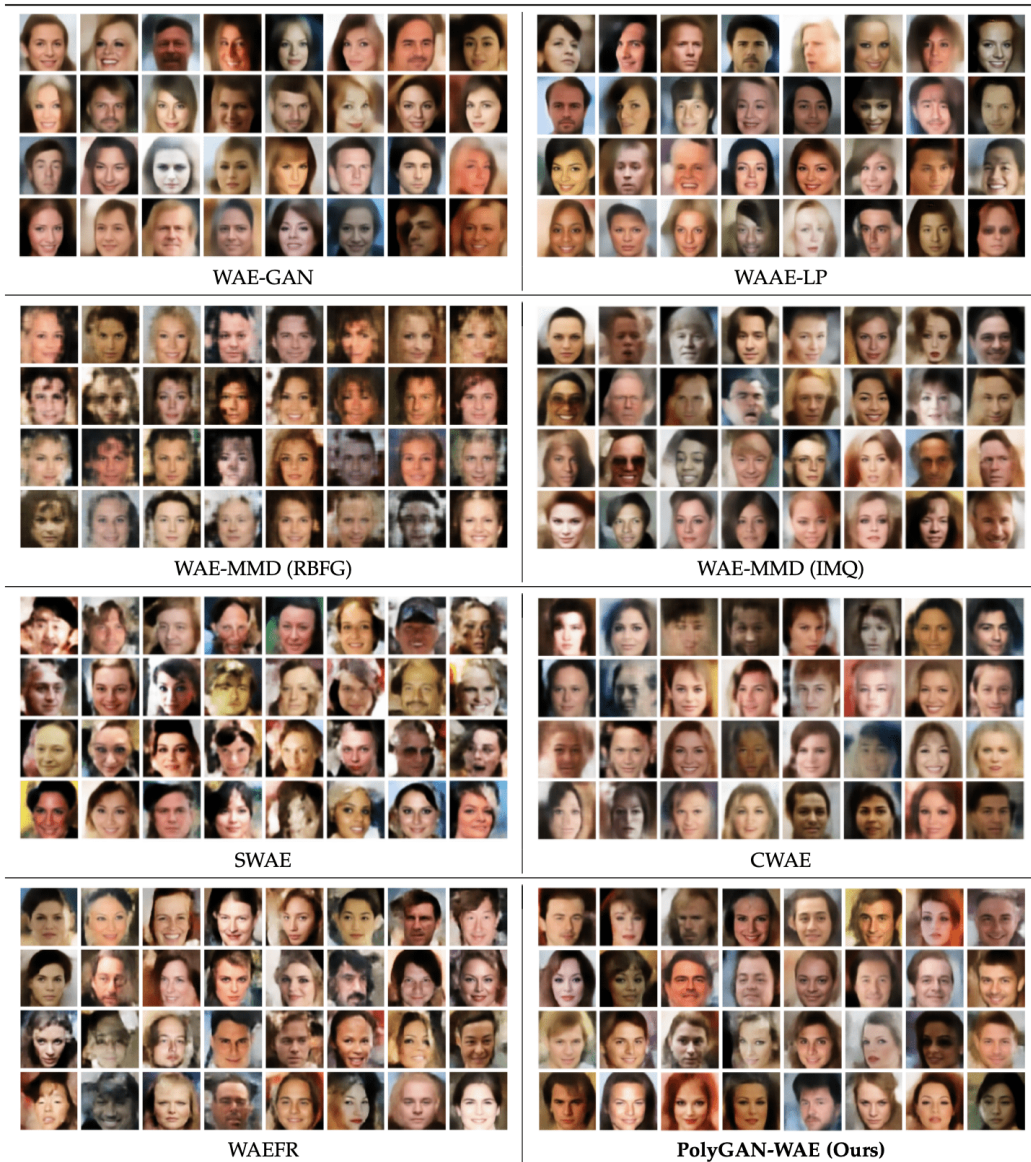 WAE-GAN
WAAE-LP
WAE-MMD (RBFG)
WAE-MMD (IMQ)
SWAE
CWAE
WAEFR
PolyGAN-WAE (Ours)